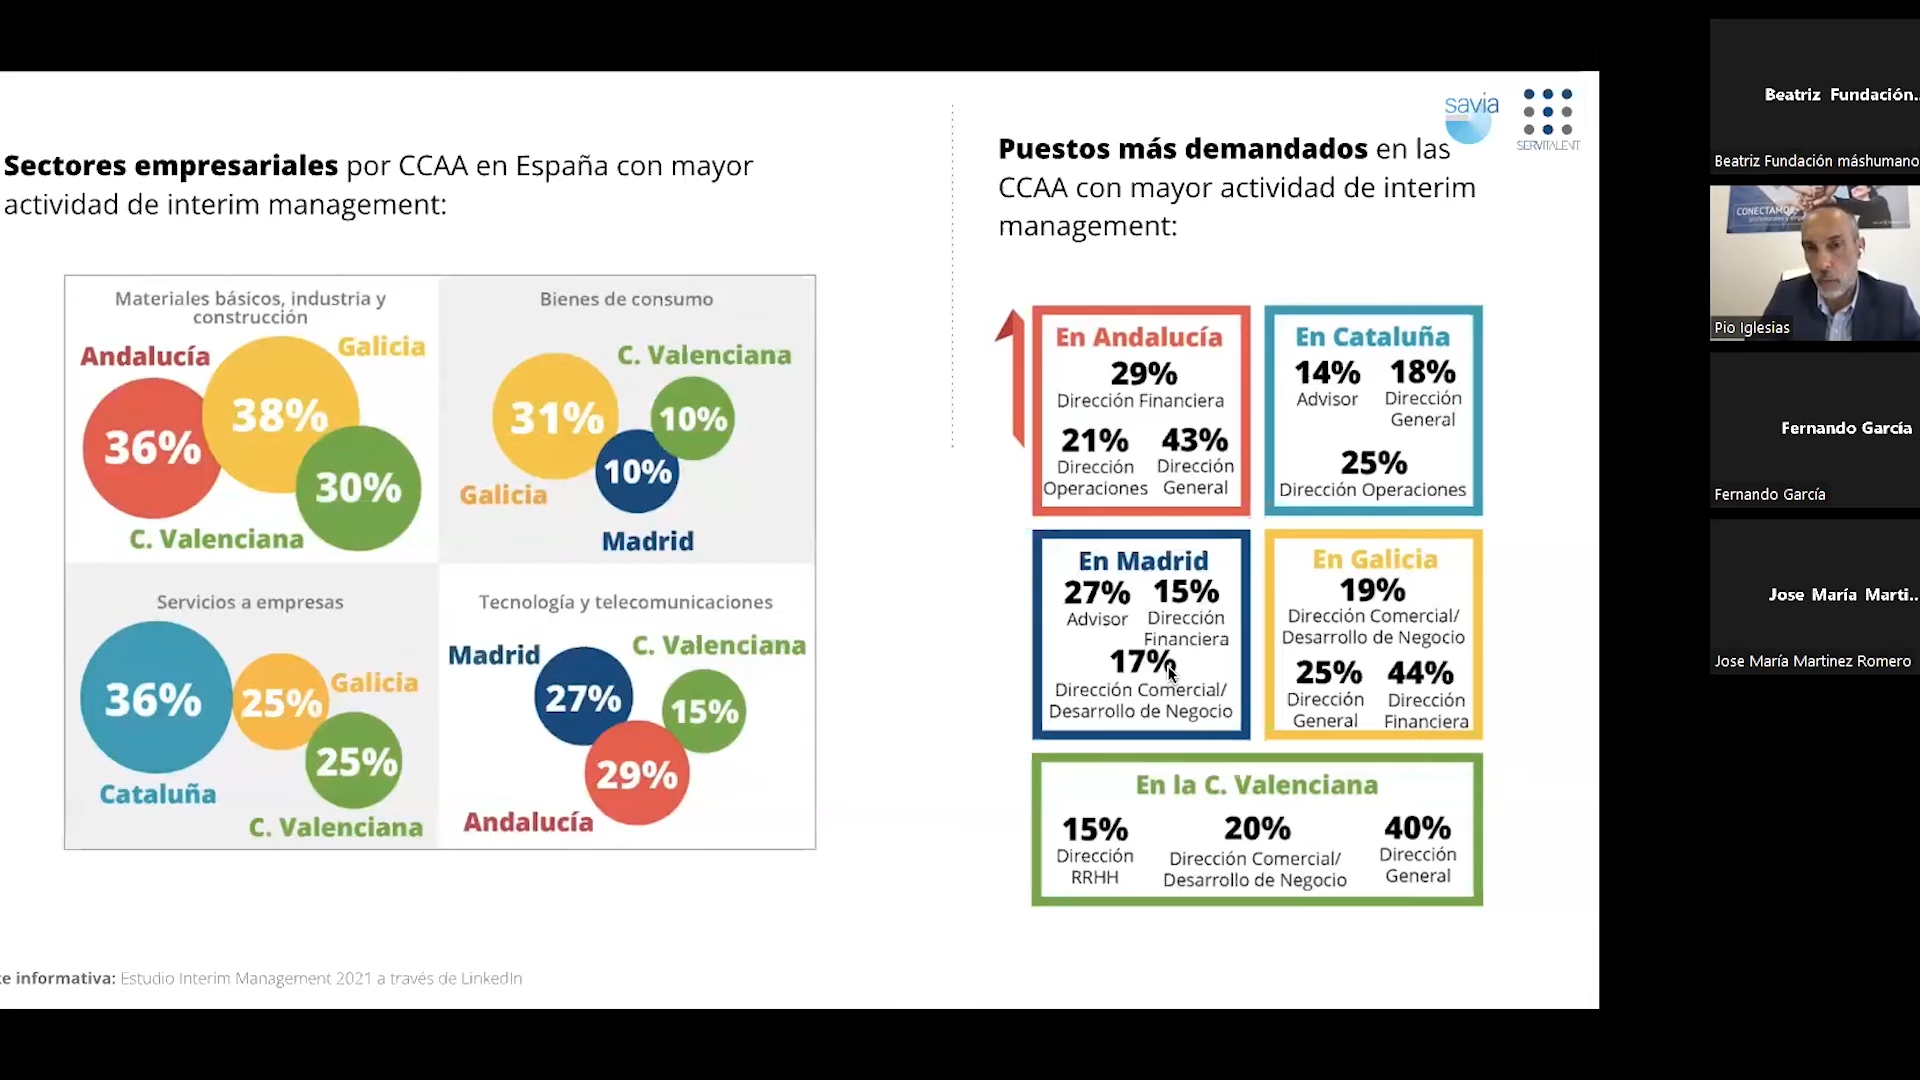 Sectores empresariales por CCAA en España con mayor
actividad de interim management:
Materiales básicos, industria y
construcción
Andalucía
Galicia
36%
38%
30%
C. Valenciana
Bienes de consumo
C. Valenciana
31%
10%
10%
Galicia
Madrid
Servicios a empresas
36%
25%
Galicia
25%
Cataluña
C. Valenciana
Tecnología y telecomunicaciones
Madrid
C. Valenciana
27%
15%
29%
Andalucía
informativa: Estudio Interim Management 2021 a través de LinkedIn
savia
SERVITALENT
Puestos más demandados en las
CCAA con mayor actividad de interim
management:
En Andalucía
29%
Dirección Financiera
21%
Dirección
Operaciones
43%
Dirección
General
En Cataluña
14%
Advisor
18%
Dirección
General
25%
Dirección Operaciones
En Madrid
27%
Advisor
15%
Dirección
Financiera
17%
Dirección Comercial/
Desarrollo de Negocio
En Galicia
19%
Dirección Comercial/
Desarrollo de Negocio
25%
Dirección
General
44%
Dirección
Financiera
En la C. Valenciana
15%
Dirección
RRHH
20%
Dirección Comercial/
Desarrollo de Negocio
40%
Dirección
General
Beatriz Fundación...
Beatriz Fundación máshumano
CONECTAMOS
Pio Iglesias
Fernando García
Fernando García
Jose María Marti...
Jose María Martinez Romero